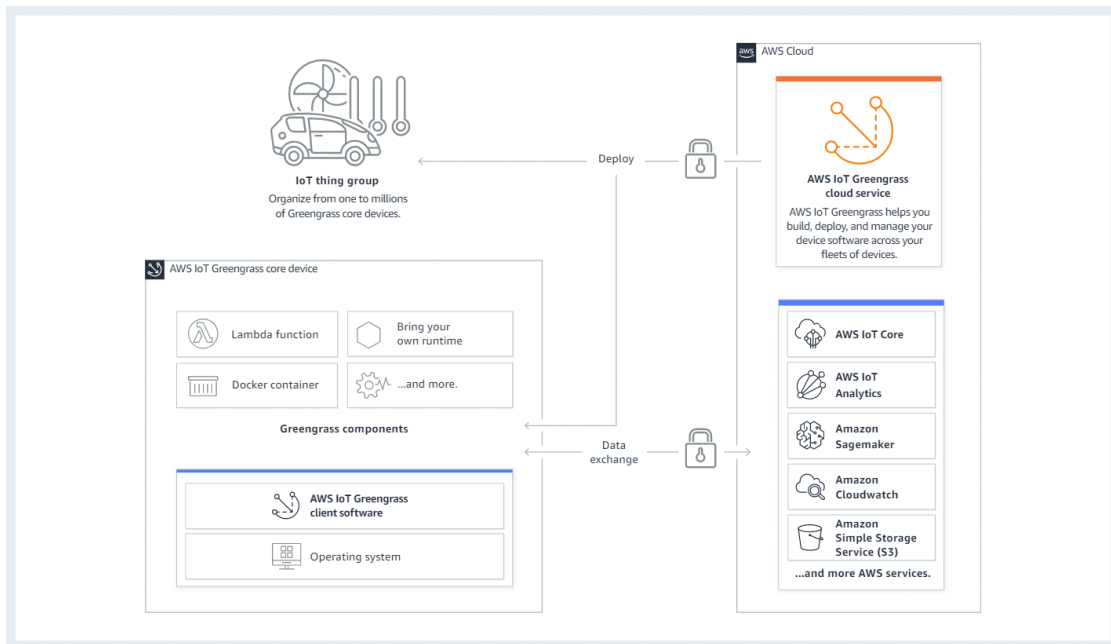 aws
AWS Cloud
AWS IoT Greengrass
cloud service
AWS IoT Greengrass helps you
build, deploy, and manage your
device software across your
fleets of devices.
Deploy
IoT thing group
Organize from one to millions
of Greengrass core devices.
AWS IoT Greengrass core device
Lambda function
Bring your
own runtime
Docker container
...and more.
Greengrass components
AWS IoT Greengrass
client software
Operating system
Data
exchange
AWS IoT Core
AWS IoT
Analytics
Amazon
Sagemaker
Amazon
Cloudwatch
Amazon
Simple Storage
Service (S3)
...and more AWS services.